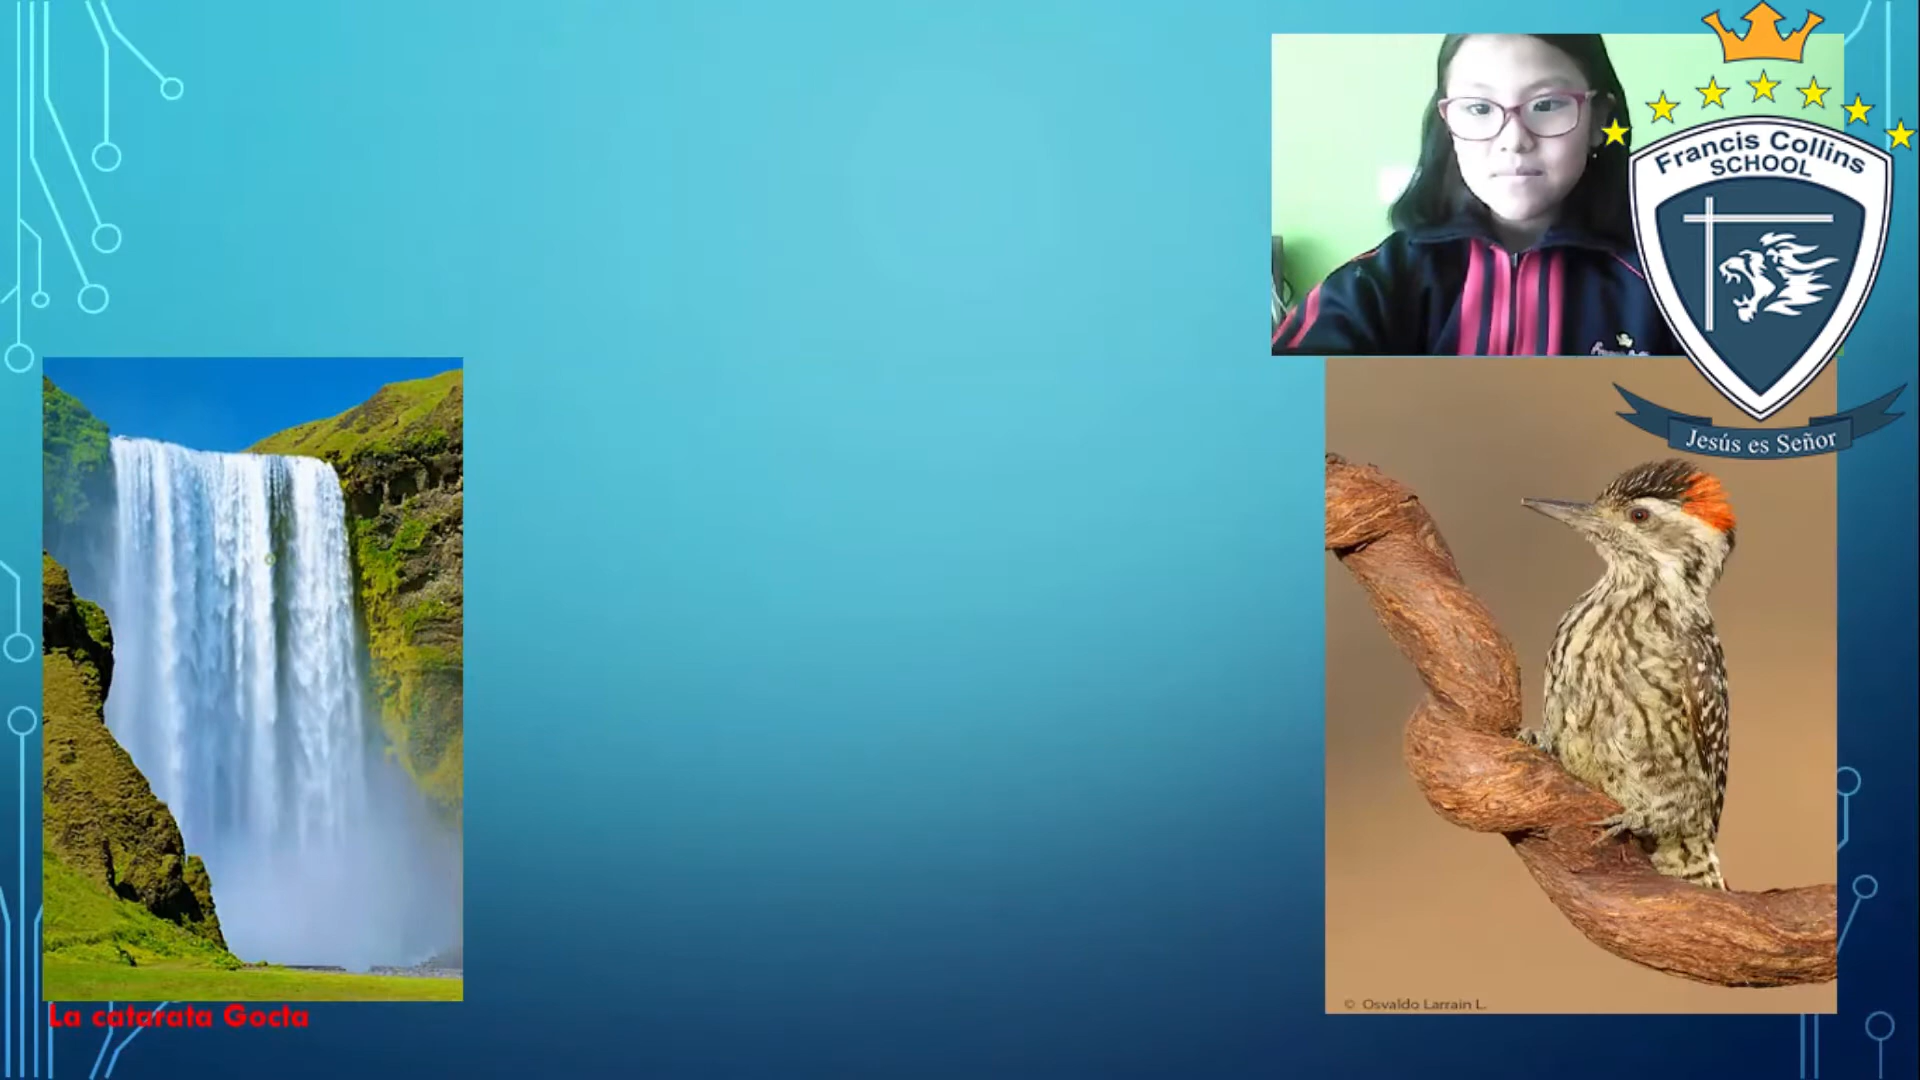 Francis Collins
SCHOOL
Jesús es Señor
La catarata Gocta
© Osvaldo Larrain L.